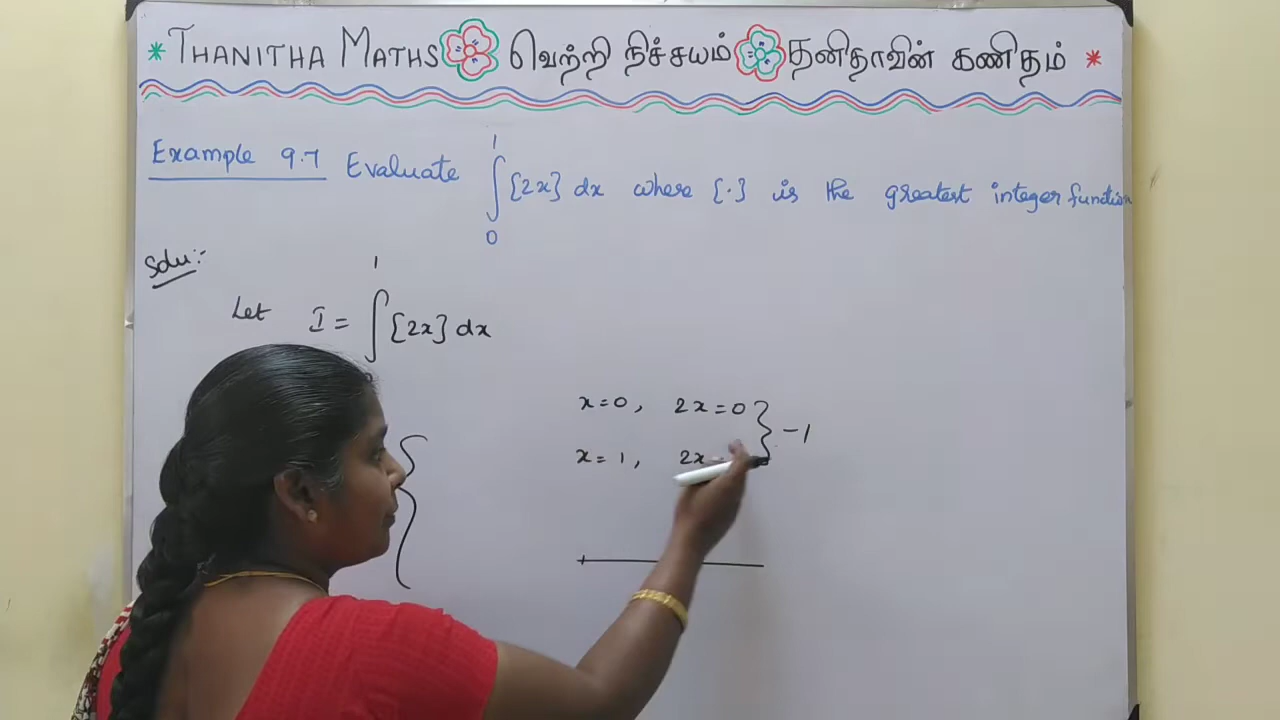 * THANITHA MATHS வெற்றி நிச்சயம் தனிதாவின் கணிதம் *
Example 9.7 Evaluate ∫₀¹ [2x] dx where [·] is the greatest integer function
Solu:-
Let I = ∫¹ [2x] dx
x=0, 2x=0 } -1
x=1, 2x